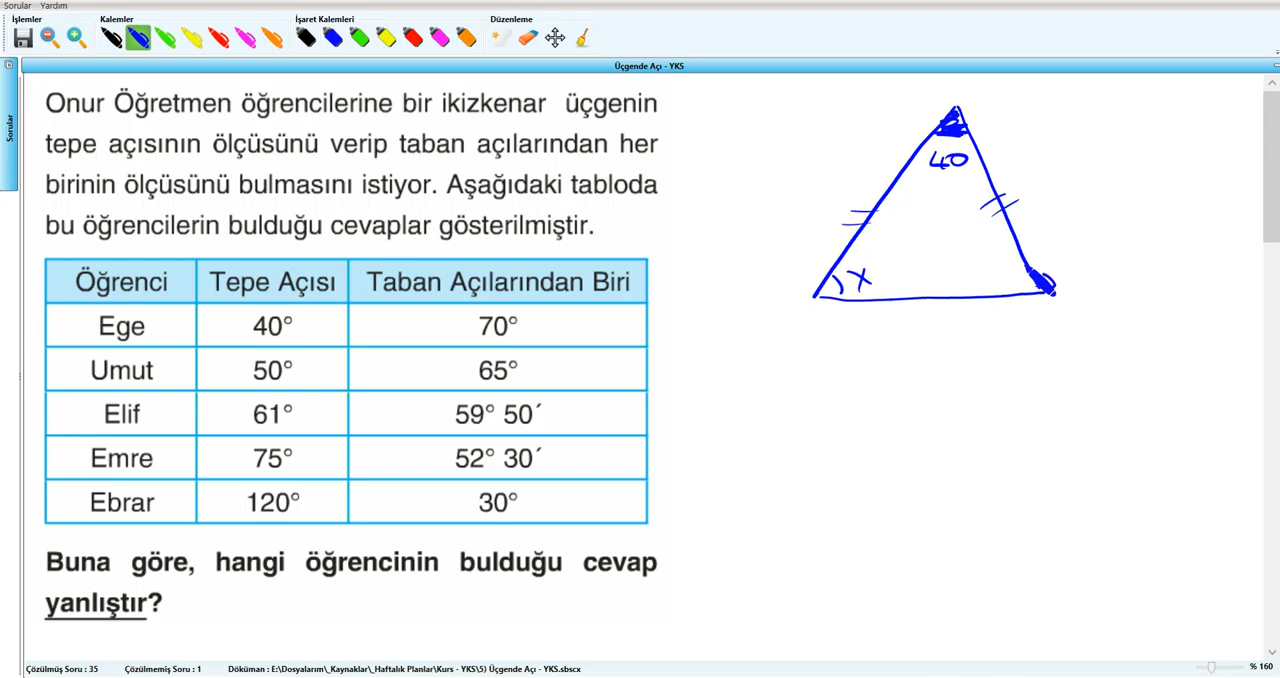 Sorular Yardım
İşlemler Kalemler İşaret Kalemleri Düzenleme
Üçgende Açı - YKS
Sorular
Onur Öğretmen öğrencilerine bir ikizkenar üçgenin
tepe açısının ölçüsünü verip taban açılarından her
birinin ölçüsünü bulmasını istiyor. Aşağıdaki tabloda
bu öğrencilerin bulduğu cevaplar gösterilmiştir.
Öğrenci Tepe Açısı Taban Açılarından Biri
Ege 40° 70°
Umut 50° 65°
Elif 61° 59° 50´
Emre 75° 52° 30´
Ebrar 120° 30°
Buna göre, hangi öğrencinin bulduğu cevap
yanlıştır?
40
x
Çözülmüş Soru : 35 Çözülmemiş Soru : 1 Döküman : E:\Dosyalarım\_Kaynaklar\_Haftalık Planlar\Kurs - YKS\5) Üçgende Açı - YKS.sbscx % 160